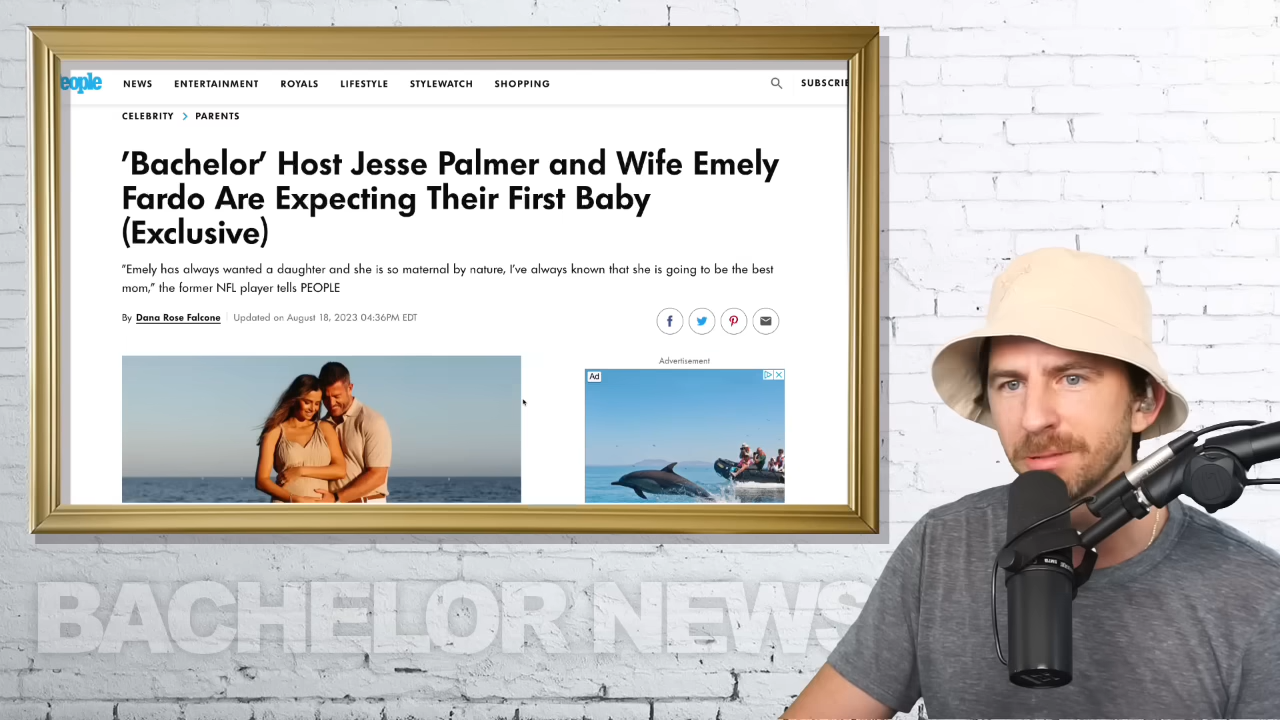 eople NEWS ENTERTAINMENT ROYALS LIFESTYLE STYLEWATCH SHOPPING SUBSCRIB
CELEBRITY > PARENTS
’Bachelor’ Host Jesse Palmer and Wife Emely
Fardo Are Expecting Their First Baby
(Exclusive)
"Emely has always wanted a daughter and she is so maternal by nature, I've always known that she is going to be the best
mom," the former NFL player tells PEOPLE
By Dana Rose Falcone Updated on August 18, 2023 04:36PM EDT
Advertisement
Ad
BACHELOR NEWS